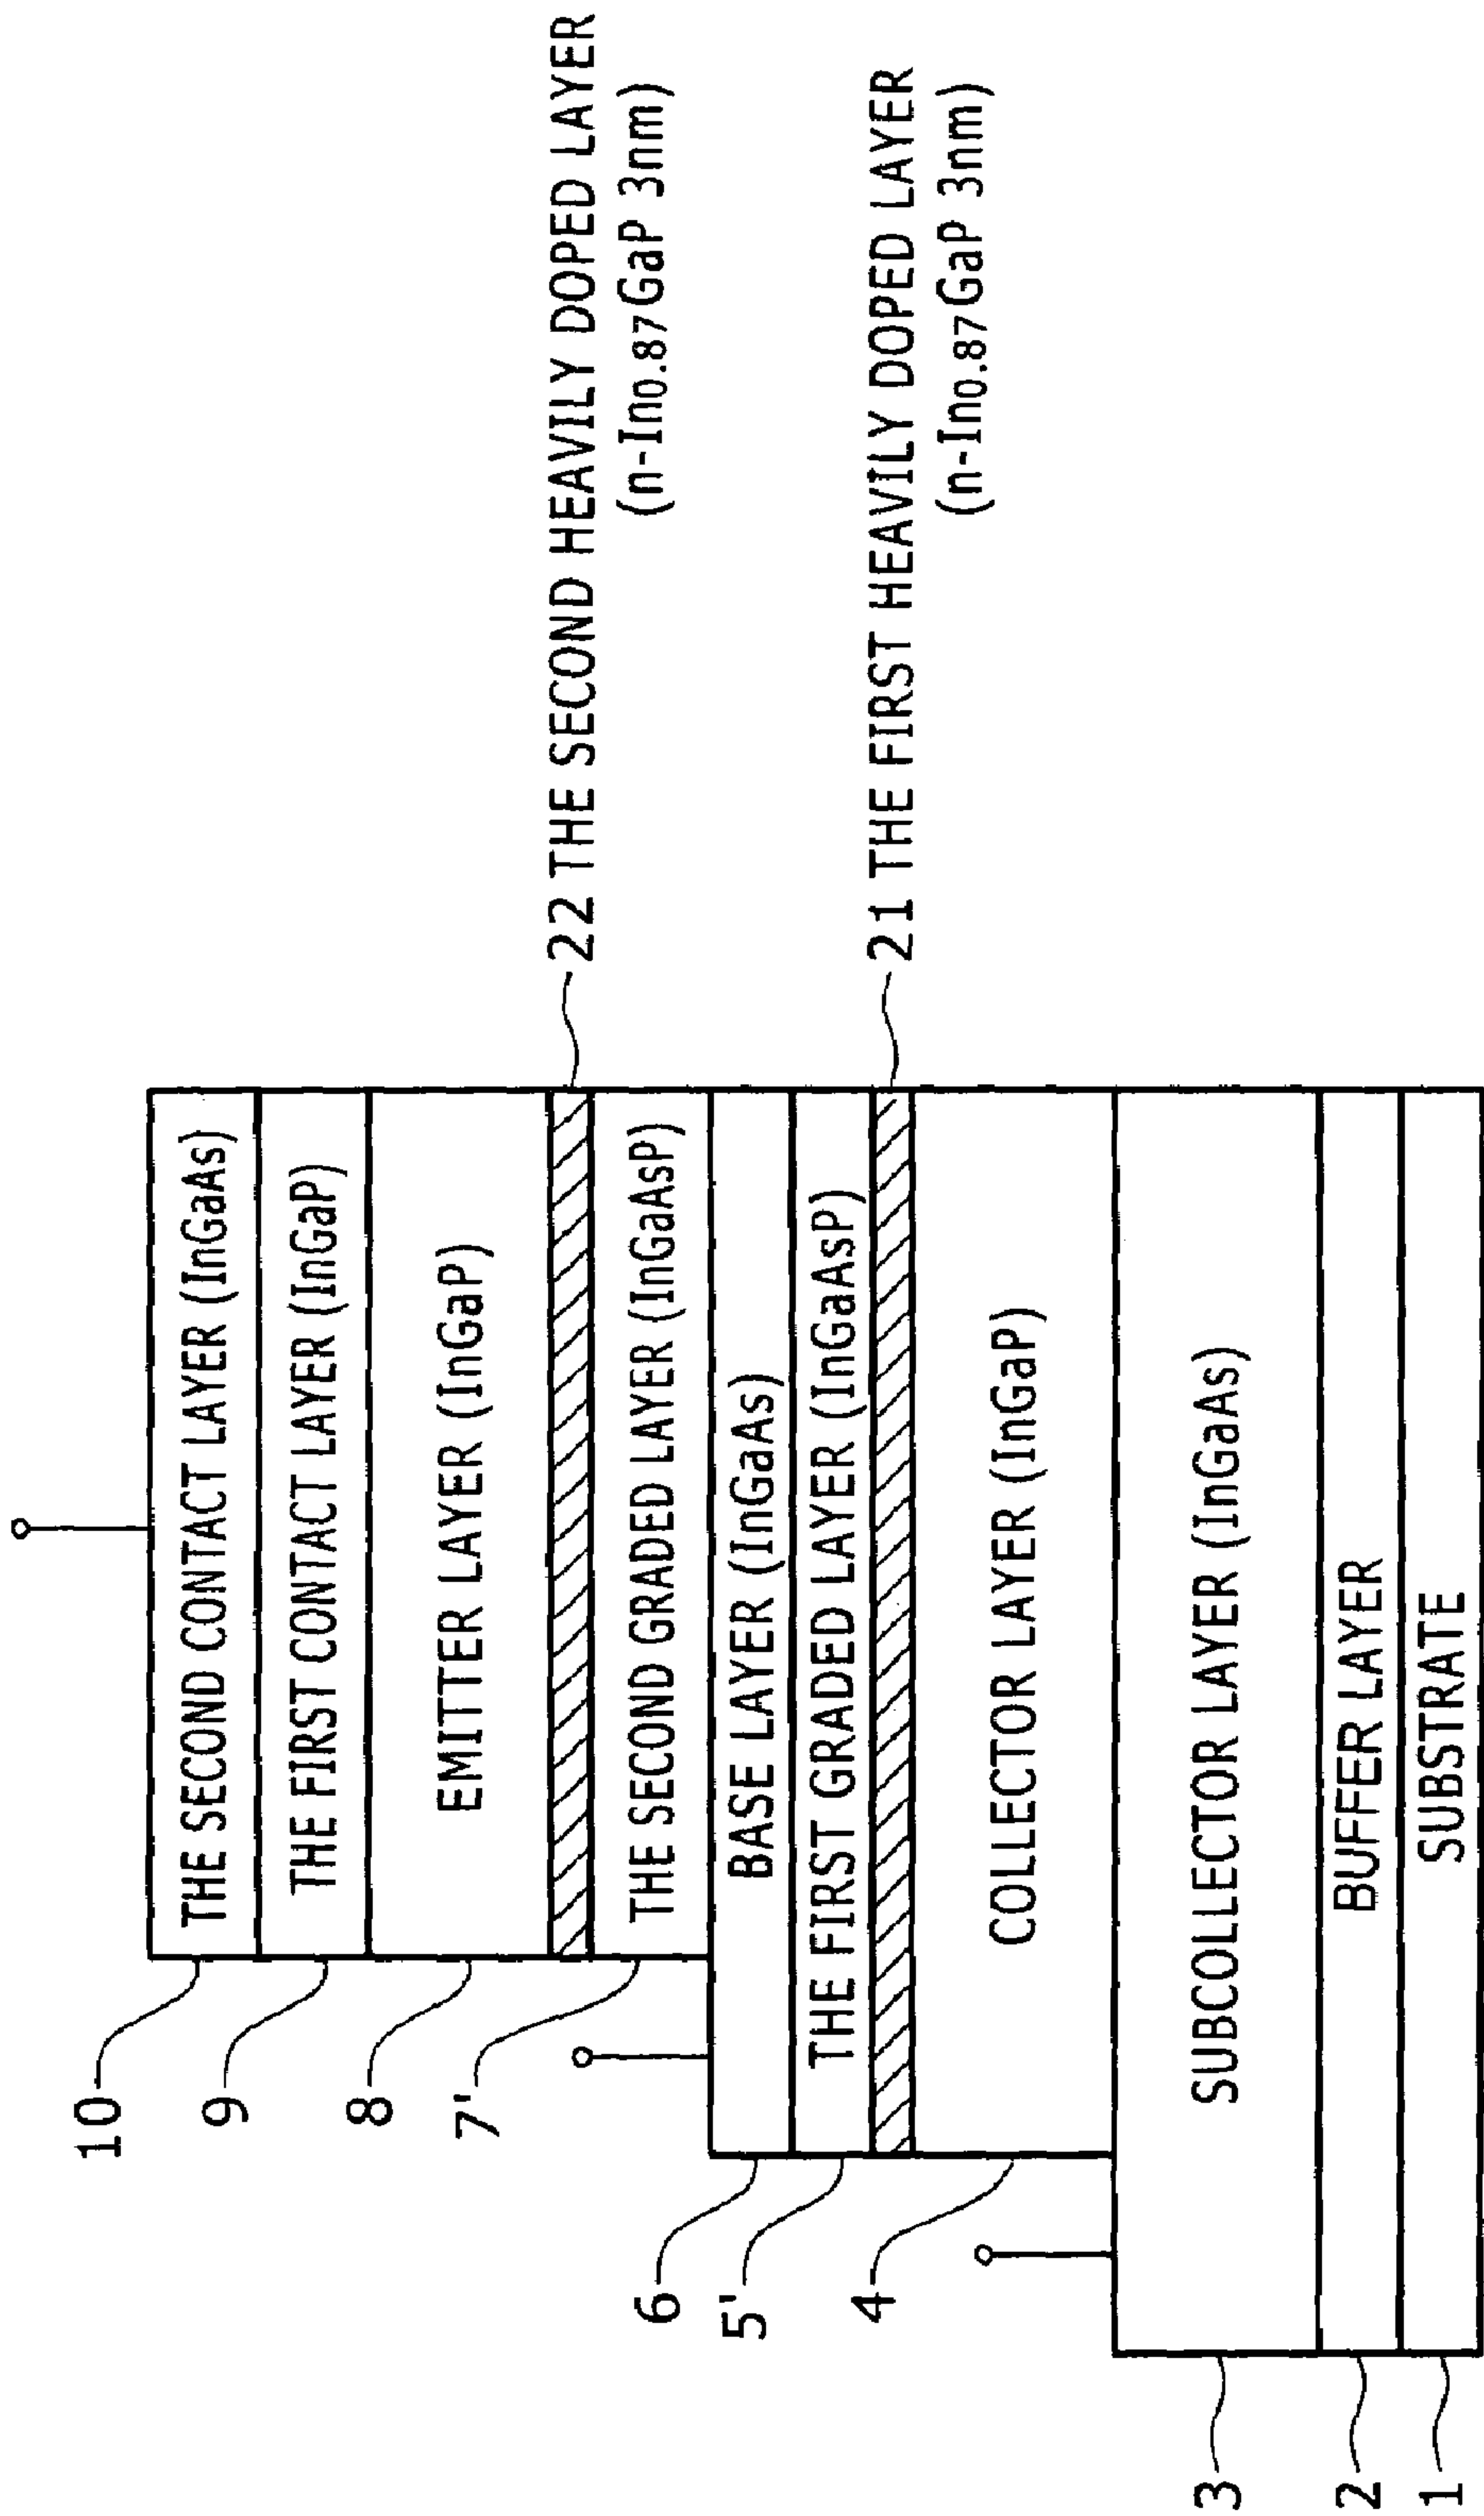 10
THE SECOND CONTACT LAYER (InGaAs)
9
THE FIRST CONTACT LAYER (InGaP)
8
EMITTER LAYER (InGaP)
22 THE SECOND HEAVILY DOPED LAYER
(n-In0.87GaP 3nm)
7'
THE SECOND GRADED LAYER (InGaAsP)
6
BASE LAYER (InGaAs)
5'
THE FIRST GRADED LAYER (InGaAsP)
21 THE FIRST HEAVILY DOPED LAYER
(n-In0.87GaP 3nm)
4
COLLECTOR LAYER (InGaP)
3
SUBCOLLECTOR LAYER (InGaAs)
2
BUFFER LAYER
1
SUBSTRATE